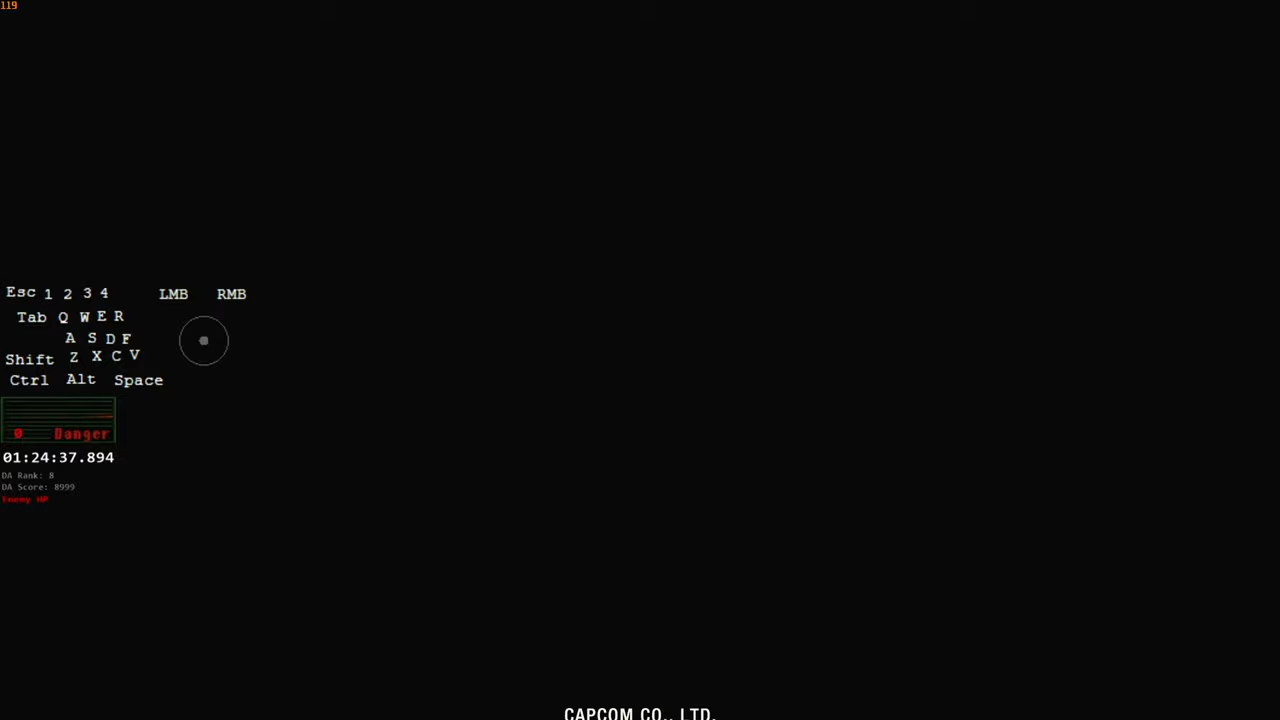 119
Esc 1 2 3 4 LMB RMB
Tab Q W E R
A S D F
Shift Z X C V
Ctrl Alt Space
0 Danger
01:24:37.894
DA Rank: 8
DA Score: 8999
Enemy HP
CAPCOM CO., LTD.